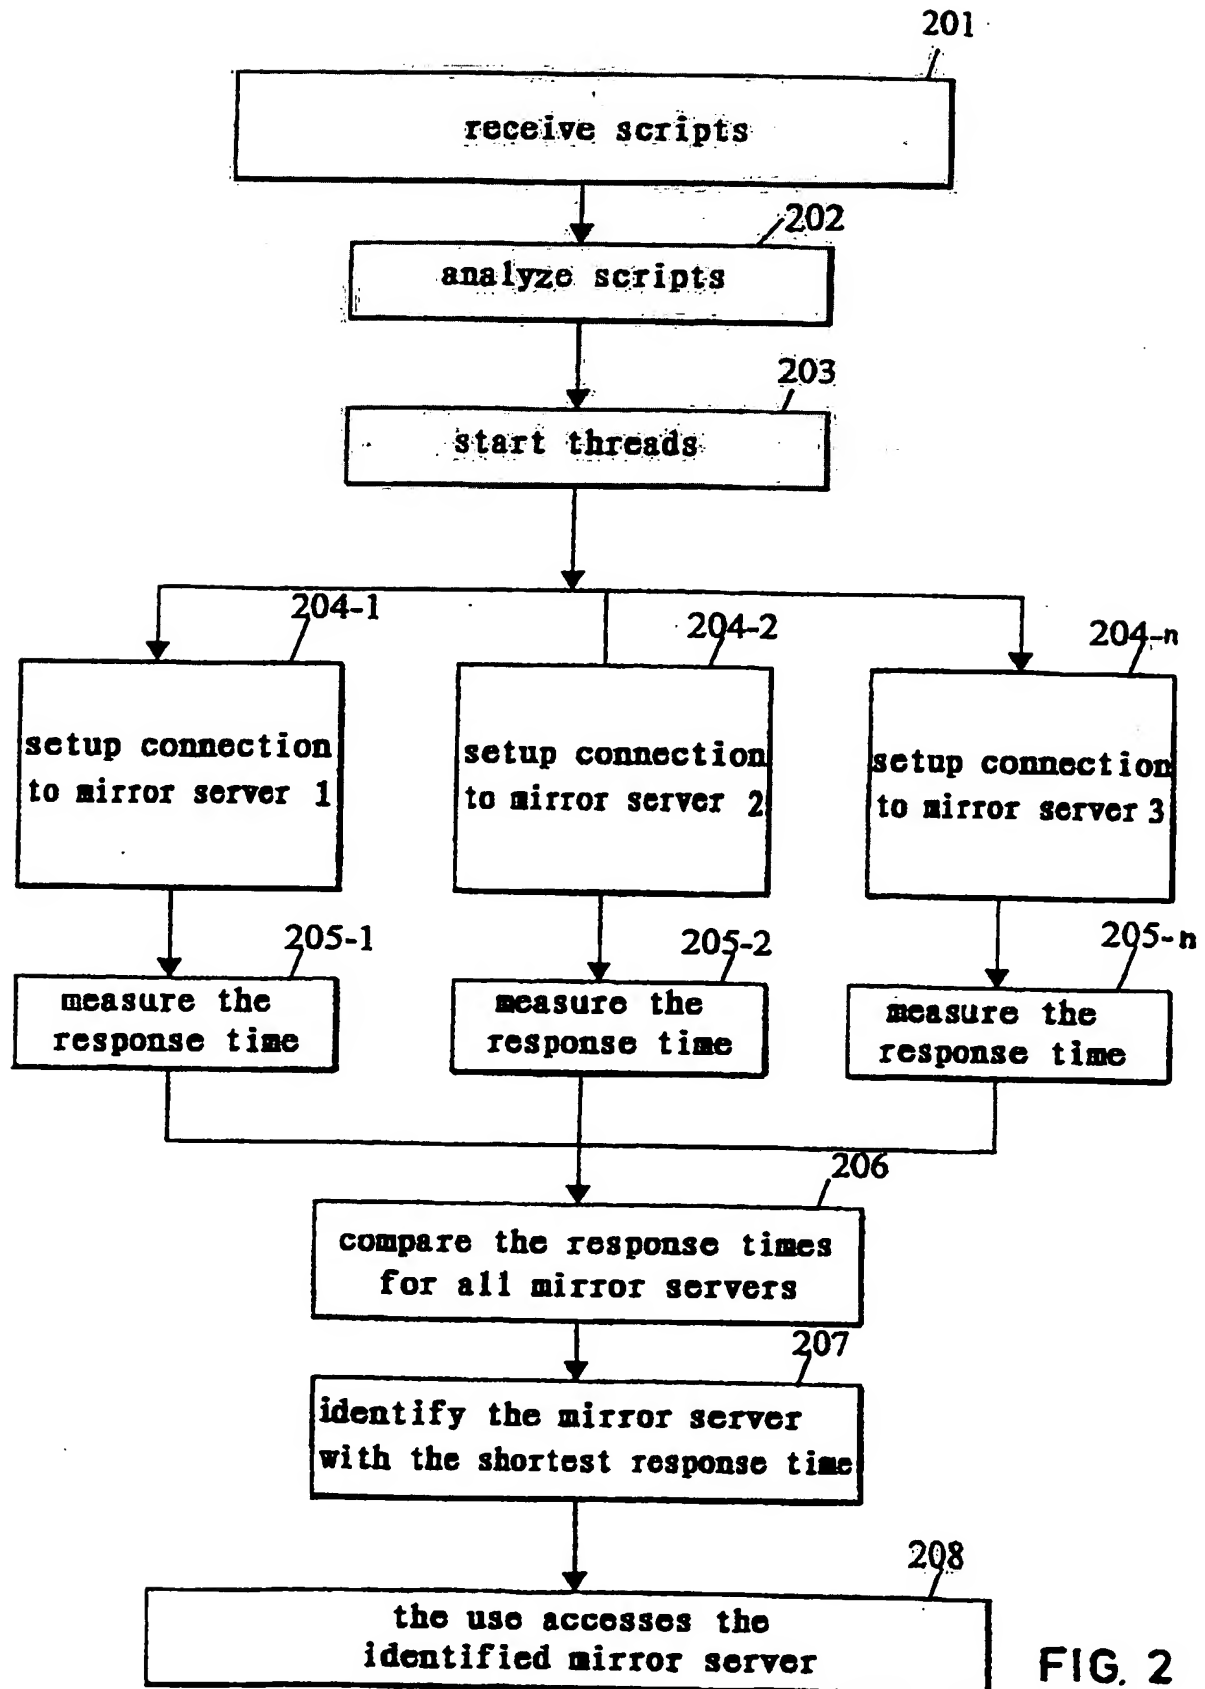 201
receive scripts
202
analyze scripts
203
start threads
204-1
204-2
204-n
setup connection
to mirror server 1
setup connection
to mirror server 2
setup connection
to mirror server 3
205-1
205-2
205-n
measure the
response time
measure the
response time
measure the
response time
206
compare the response times
for all mirror servers
207
identify the mirror server
with the shortest response time
208
the use accesses the
identified mirror server
FIG. 2